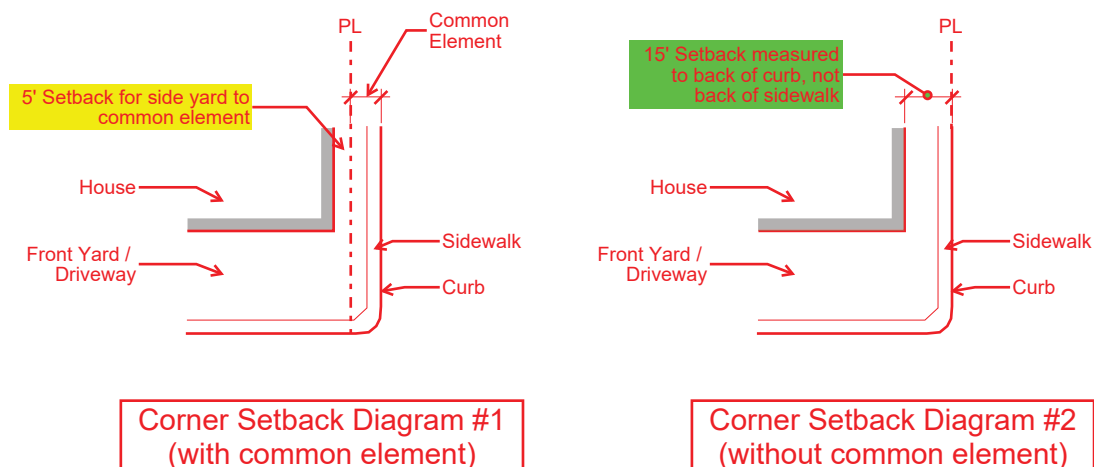 PL
Common
Element
5' Setback for side yard to
common element
House
Front Yard /
Driveway
Sidewalk
Curb
Corner Setback Diagram #1
(with common element)
PL
15' Setback measured
to back of curb, not
back of sidewalk
House
Front Yard /
Driveway
Sidewalk
Curb
Corner Setback Diagram #2
(without common element)